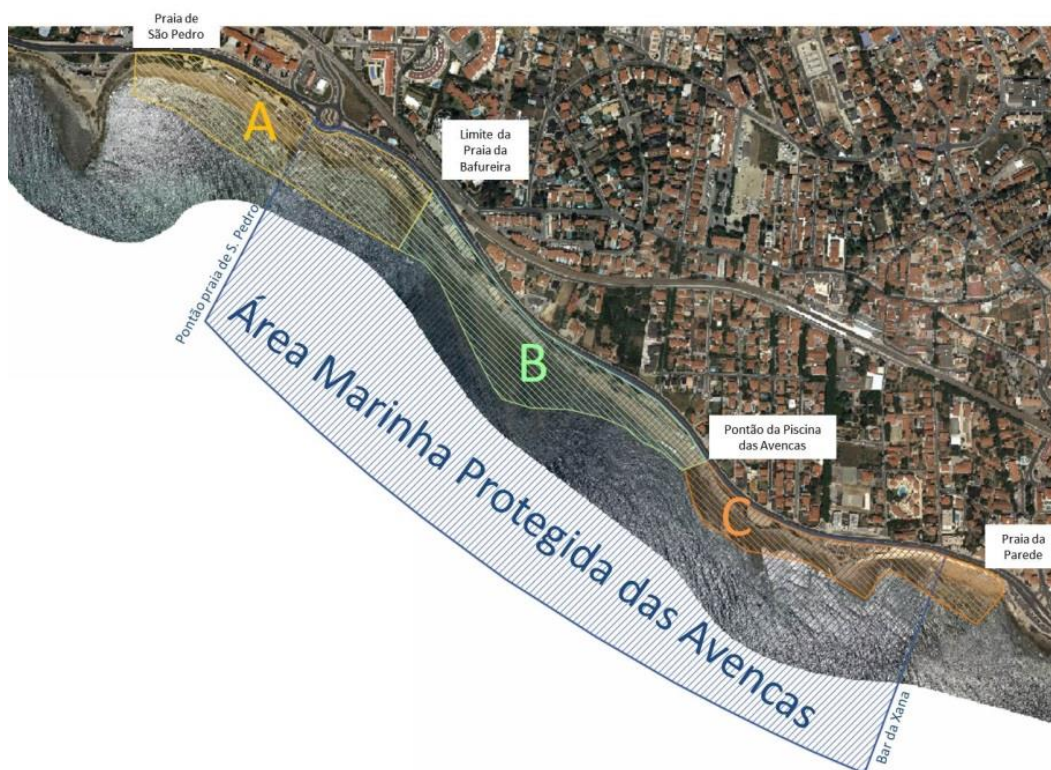 Praia de
São Pedro
A
Limite da
Praia da
Bafureira
Pontão praia de S. Pedro
B
Área Marinha Protegida das Avencas
Pontão da Piscina
das Avencas
C
Praia da
Parede
Bar da Xana